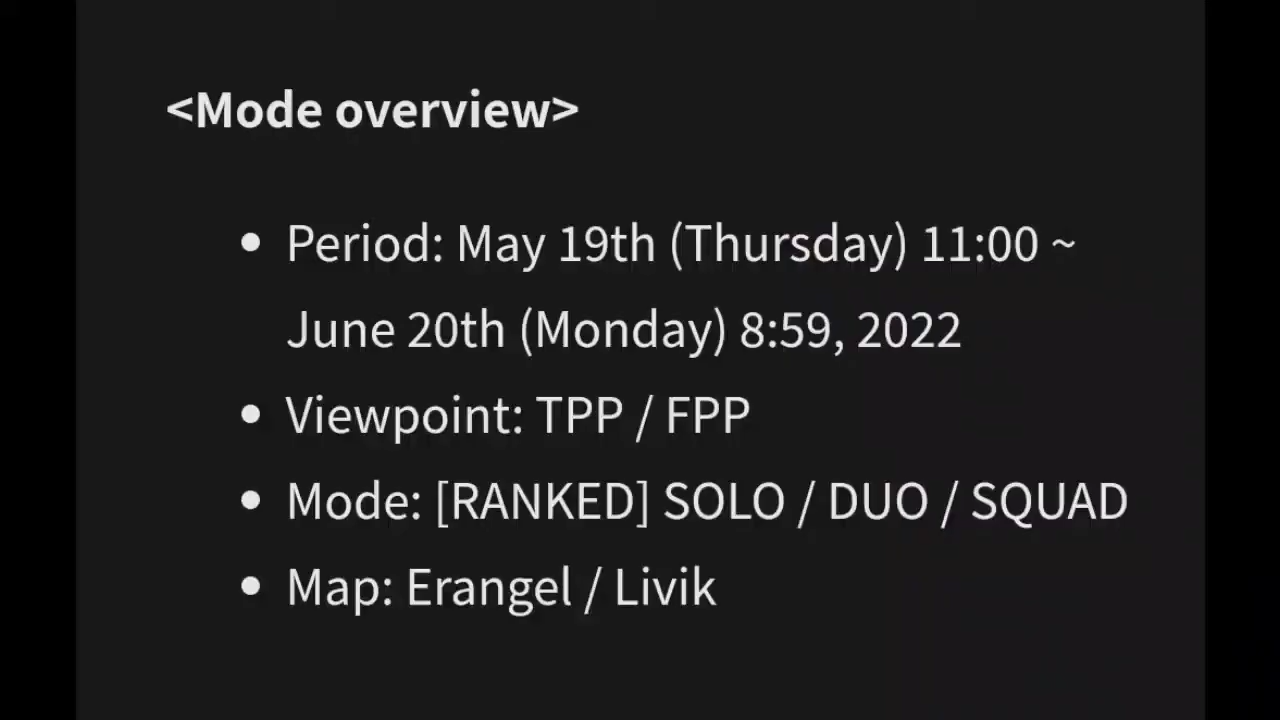 <Mode overview>
• Period: May 19th (Thursday) 11:00 ~
June 20th (Monday) 8:59, 2022
• Viewpoint: TPP / FPP
• Mode: [RANKED] SOLO / DUO / SQUAD
• Map: Erangel / Livik